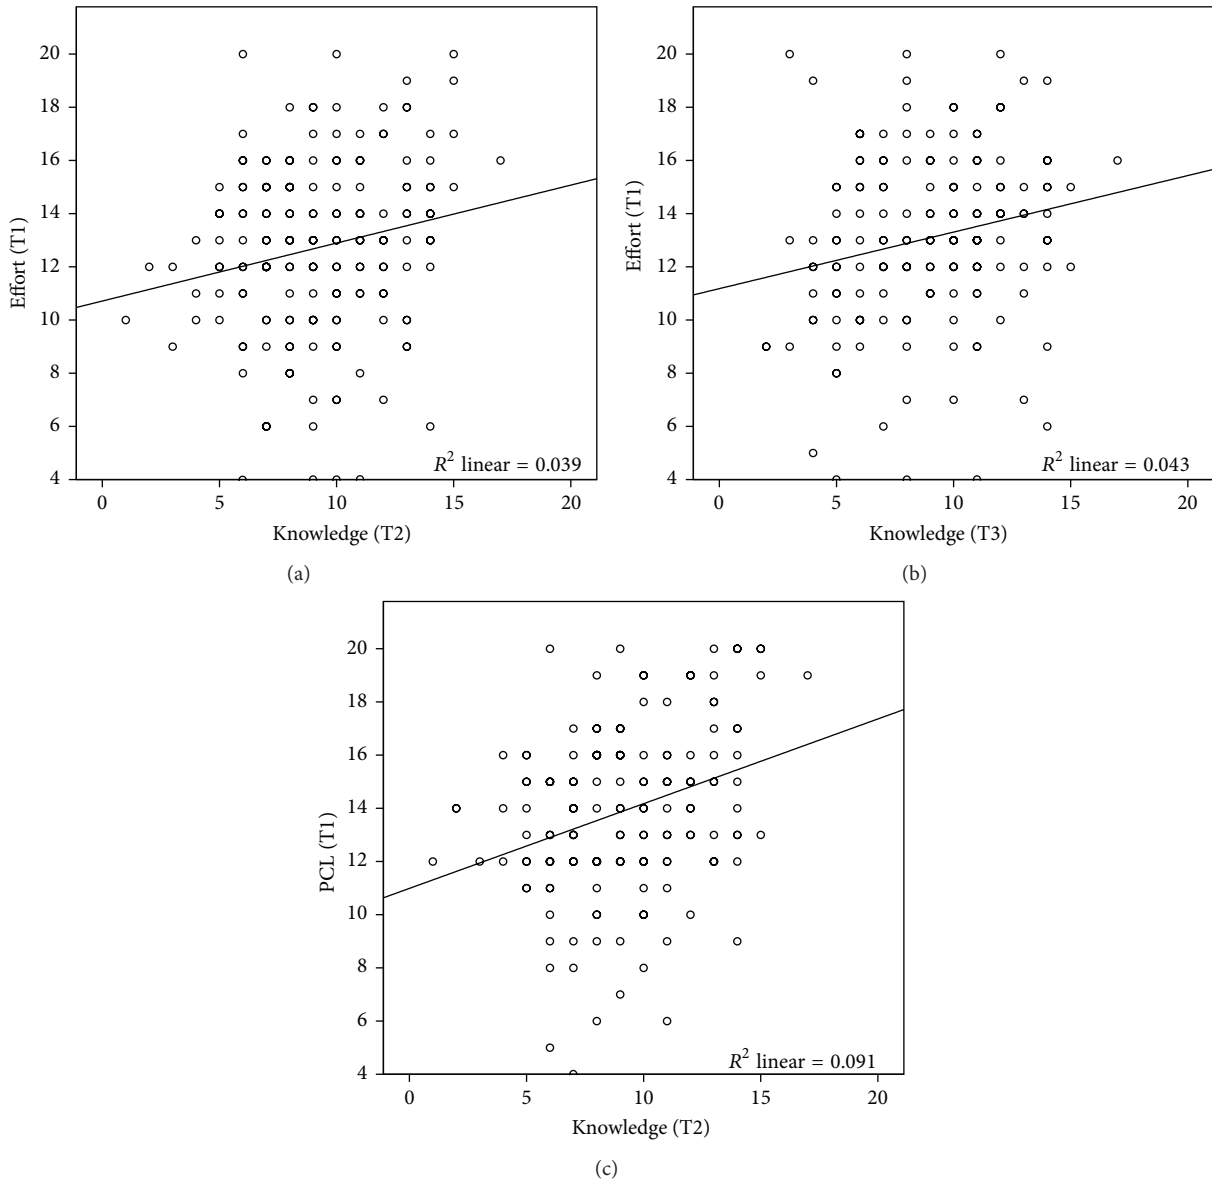 20
18
16
14
12
10
8
6
4
Effort (T1)
R² linear = 0.039
0 5 10 15 20
Knowledge (T2)
(a)
20
18
16
14
12
10
8
6
4
Effort (T1)
R² linear = 0.043
0 5 10 15 20
Knowledge (T3)
(b)
20
18
16
14
12
10
8
6
4
PCL (T1)
R² linear = 0.091
0 5 10 15 20
Knowledge (T2)
(c)